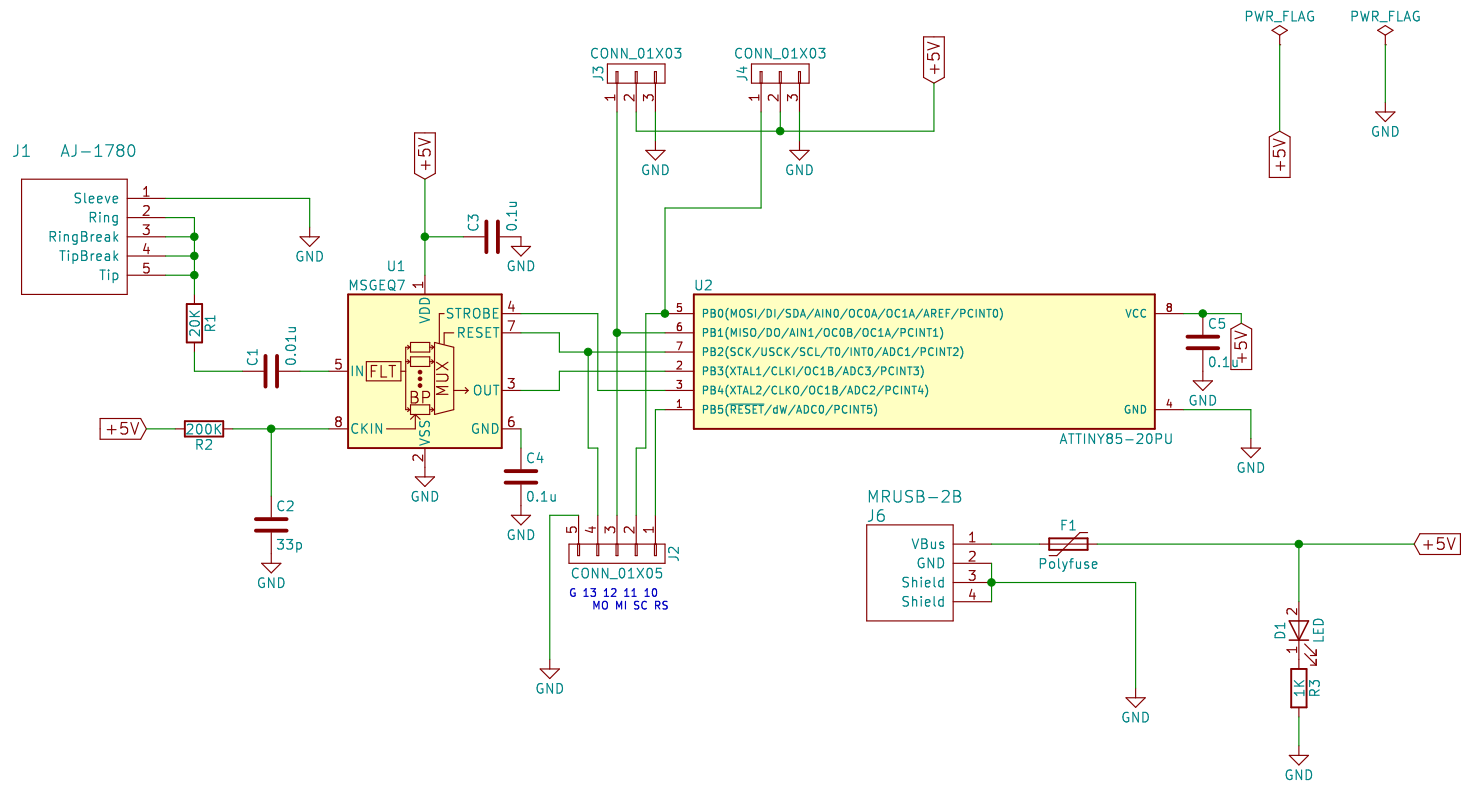 PWR_FLAG PWR_FLAG
+5V
GND
CONN_01X03
J3
1 2 3
GND
CONN_01X03
J4
1 2 3
GND
+5V
J1 AJ-1780
Sleeve 1
Ring 2
RingBreak 3
TipBreak 4
Tip 5
GND
20K
R1
C1
0.01u
+5V
C3
0.1u
GND
U1
MSGEQ7
1
VDD
STROBE 4
RESET 7
5 IN
FLT
MUX
BP
OUT 3
8 CKIN
VSS
2
GND 6
GND
C4
0.1u
GND
+5V
200K
R2
C2
33p
GND
U2
5 PB0(MOSI/DI/SDA/AIN0/OC0A/OC1A/AREF/PCINT0)
6 PB1(MISO/DO/AIN1/OC0B/OC1A/PCINT1)
7 PB2(SCK/USCK/SCL/T0/INT0/ADC1/PCINT2)
2 PB3(XTAL1/CLKI/OC1B/ADC3/PCINT3)
3 PB4(XTAL2/CLKO/OC1B/ADC2/PCINT4)
1 PB5(RESET/dW/ADC0/PCINT5)
VCC 8
GND 4
ATTINY85-20PU
C5
0.1u
+5V
GND
GND
5 4 3 2 1
J2
CONN_01X05
G 13 12 11 10
MO MI SC RS
GND
MRUSB-2B
J6
VBus 1
GND 2
Shield 3
Shield 4
F1
Polyfuse
+5V
GND
2
D1
LED
1
1K
R3
GND